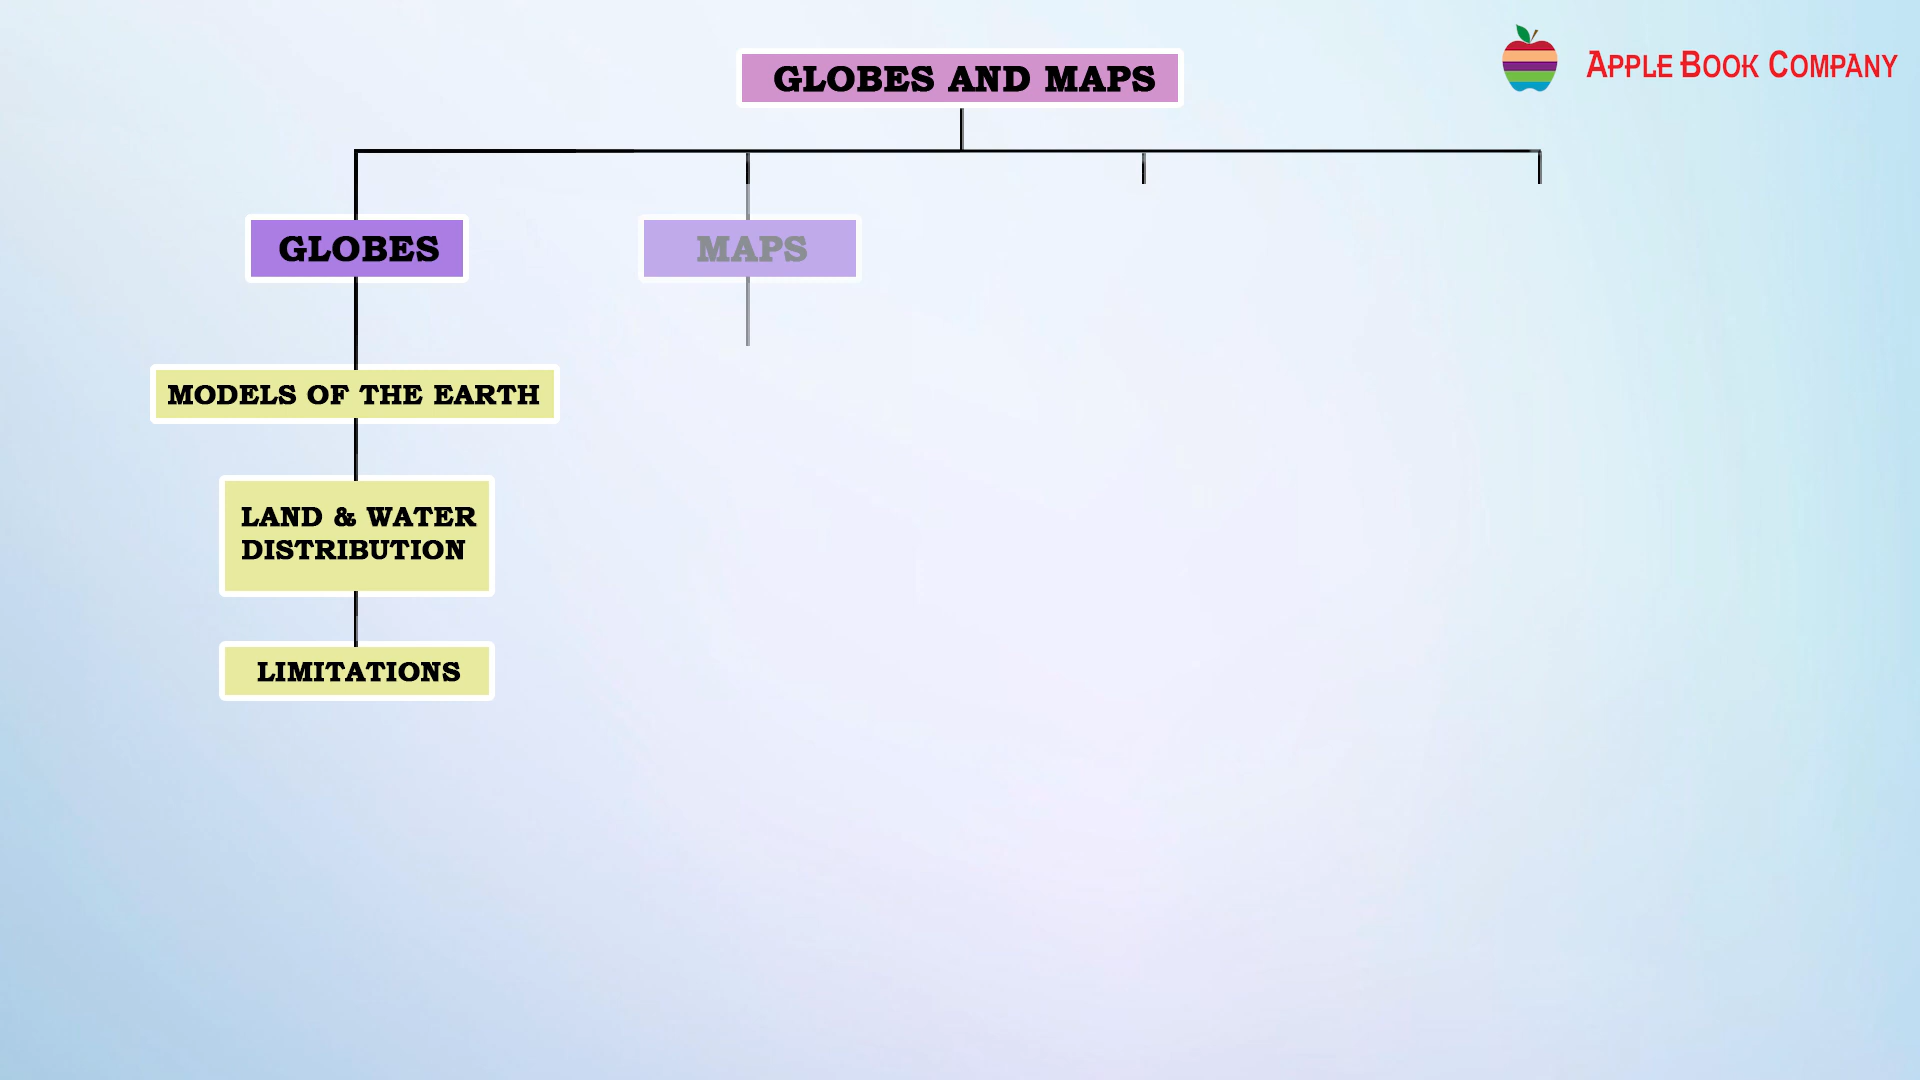 GLOBES AND MAPS
APPLE BOOK COMPANY
GLOBES
MAPS
MODELS OF THE EARTH
LAND & WATER
DISTRIBUTION
LIMITATIONS